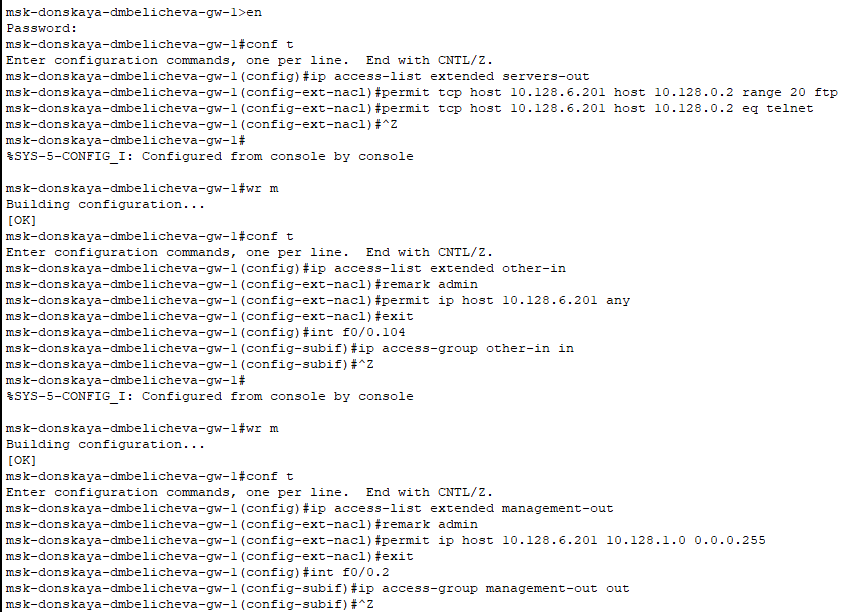 msk-donskaya-dmbelicheva-gw-1>en
Password:
msk-donskaya-dmbelicheva-gw-1#conf t
Enter configuration commands, one per line.  End with CNTL/Z.
msk-donskaya-dmbelicheva-gw-1(config)#ip access-list extended servers-out
msk-donskaya-dmbelicheva-gw-1(config-ext-nacl)#permit tcp host 10.128.6.201 host 10.128.0.2 range 20 ftp
msk-donskaya-dmbelicheva-gw-1(config-ext-nacl)#permit tcp host 10.128.6.201 host 10.128.0.2 eq telnet
msk-donskaya-dmbelicheva-gw-1(config-ext-nacl)#^Z
msk-donskaya-dmbelicheva-gw-1#
%SYS-5-CONFIG_I: Configured from console by console
msk-donskaya-dmbelicheva-gw-1#wr m
Building configuration...
[OK]
msk-donskaya-dmbelicheva-gw-1#conf t
Enter configuration commands, one per line.  End with CNTL/Z.
msk-donskaya-dmbelicheva-gw-1(config)#ip access-list extended other-in
msk-donskaya-dmbelicheva-gw-1(config-ext-nacl)#remark admin
msk-donskaya-dmbelicheva-gw-1(config-ext-nacl)#permit ip host 10.128.6.201 any
msk-donskaya-dmbelicheva-gw-1(config-ext-nacl)#exit
msk-donskaya-dmbelicheva-gw-1(config)#int f0/0.104
msk-donskaya-dmbelicheva-gw-1(config-subif)#ip access-group other-in in
msk-donskaya-dmbelicheva-gw-1(config-subif)#^Z
msk-donskaya-dmbelicheva-gw-1#
%SYS-5-CONFIG_I: Configured from console by console
msk-donskaya-dmbelicheva-gw-1#wr m
Building configuration...
[OK]
msk-donskaya-dmbelicheva-gw-1#conf t
Enter configuration commands, one per line.  End with CNTL/Z.
msk-donskaya-dmbelicheva-gw-1(config)#ip access-list extended management-out
msk-donskaya-dmbelicheva-gw-1(config-ext-nacl)#remark admin
msk-donskaya-dmbelicheva-gw-1(config-ext-nacl)#permit ip host 10.128.6.201 10.128.1.0 0.0.0.255
msk-donskaya-dmbelicheva-gw-1(config-ext-nacl)#exit
msk-donskaya-dmbelicheva-gw-1(config)#int f0/0.2
msk-donskaya-dmbelicheva-gw-1(config-subif)#ip access-group management-out out
msk-donskaya-dmbelicheva-gw-1(config-subif)#^Z